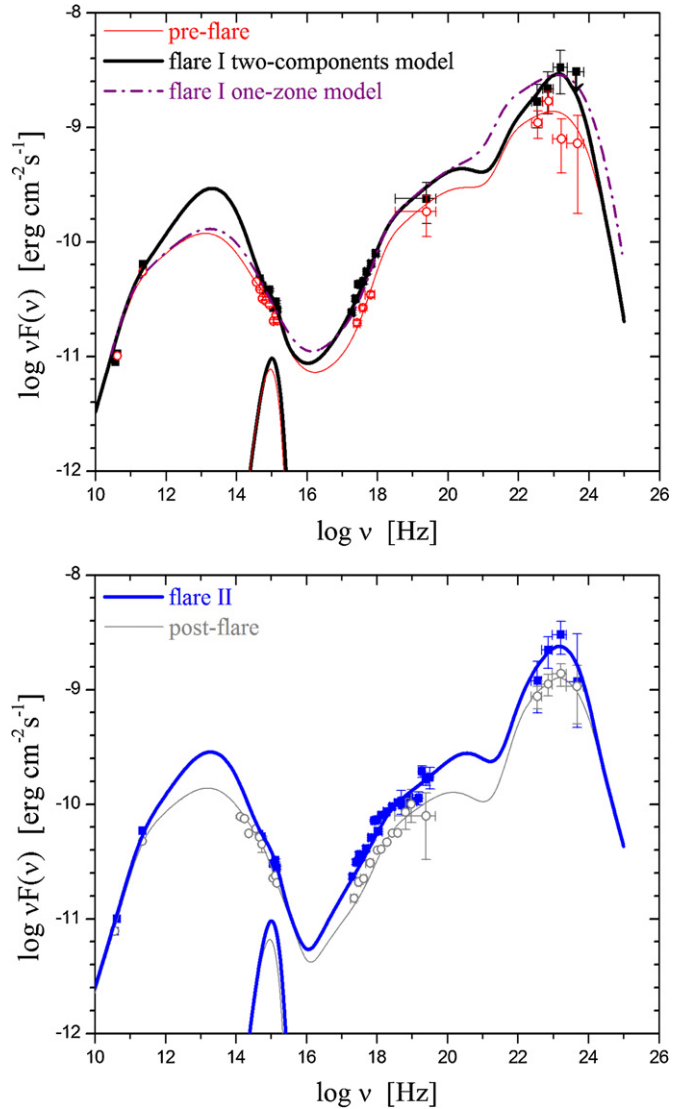 pre-flare
flare I two-components model
flare I one-zone model
-8
-9
-10
-11
-12
log νF(ν) [erg cm⁻²s⁻¹]
10 12 14 16 18 20 22 24 26
log ν [Hz]
flare II
post-flare
-8
-9
-10
-11
-12
log νF(ν) [erg cm⁻²s⁻¹]
10 12 14 16 18 20 22 24 26
log ν [Hz]